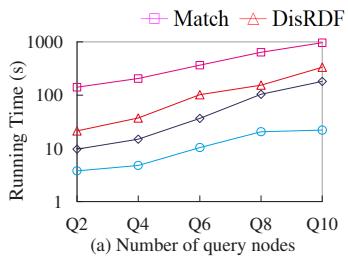 Match DisRDF
1000
100
10
1
Running Time (s)
Q2 Q4 Q6 Q8 Q10
(a) Number of query nodes